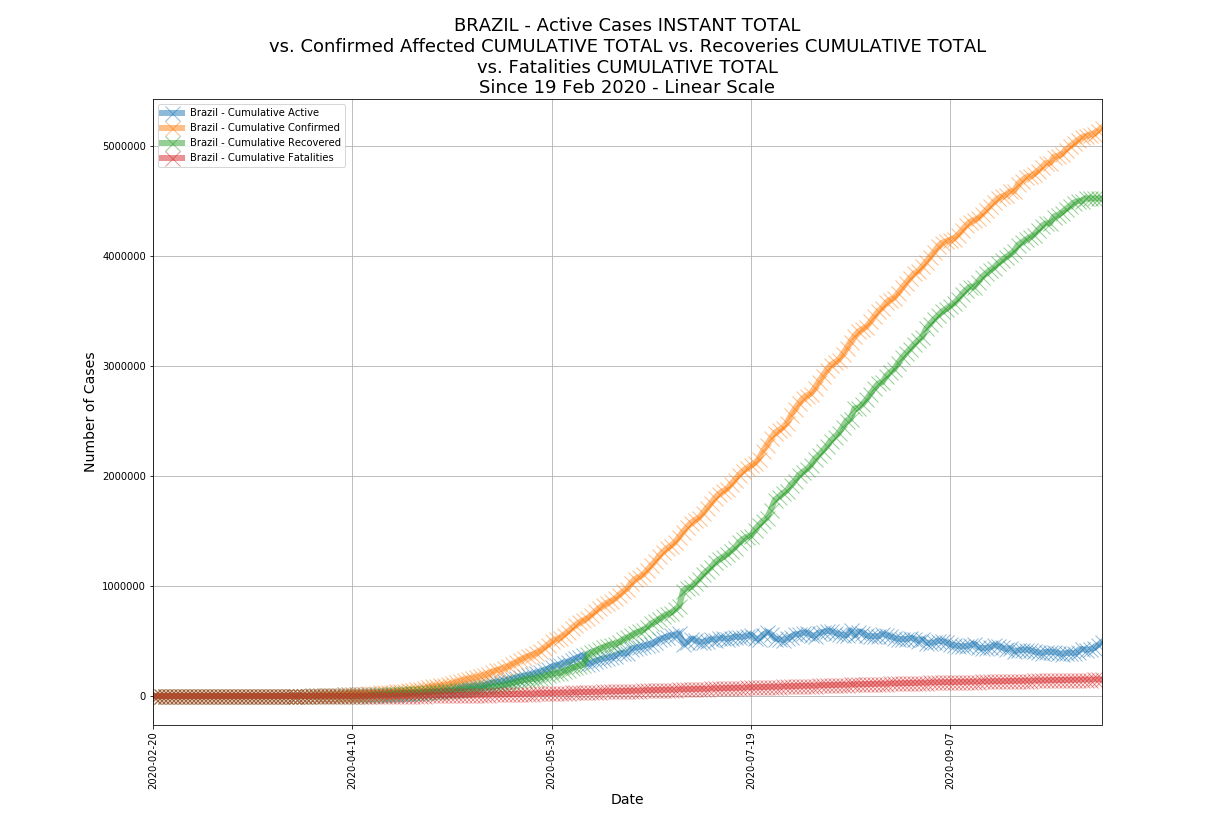 BRAZIL - Active Cases INSTANT TOTAL
vs. Confirmed Affected CUMULATIVE TOTAL vs. Recoveries CUMULATIVE TOTAL
vs. Fatalities CUMULATIVE TOTAL
Since 19 Feb 2020 - Linear Scale
Brazil - Cumulative Active
Brazil - Cumulative Confirmed
Brazil - Cumulative Recovered
Brazil - Cumulative Fatalities
Number of Cases
5000000
4000000
3000000
2000000
1000000
0
2020-02-20
2020-04-10
2020-05-30
2020-07-19
2020-09-07
Date